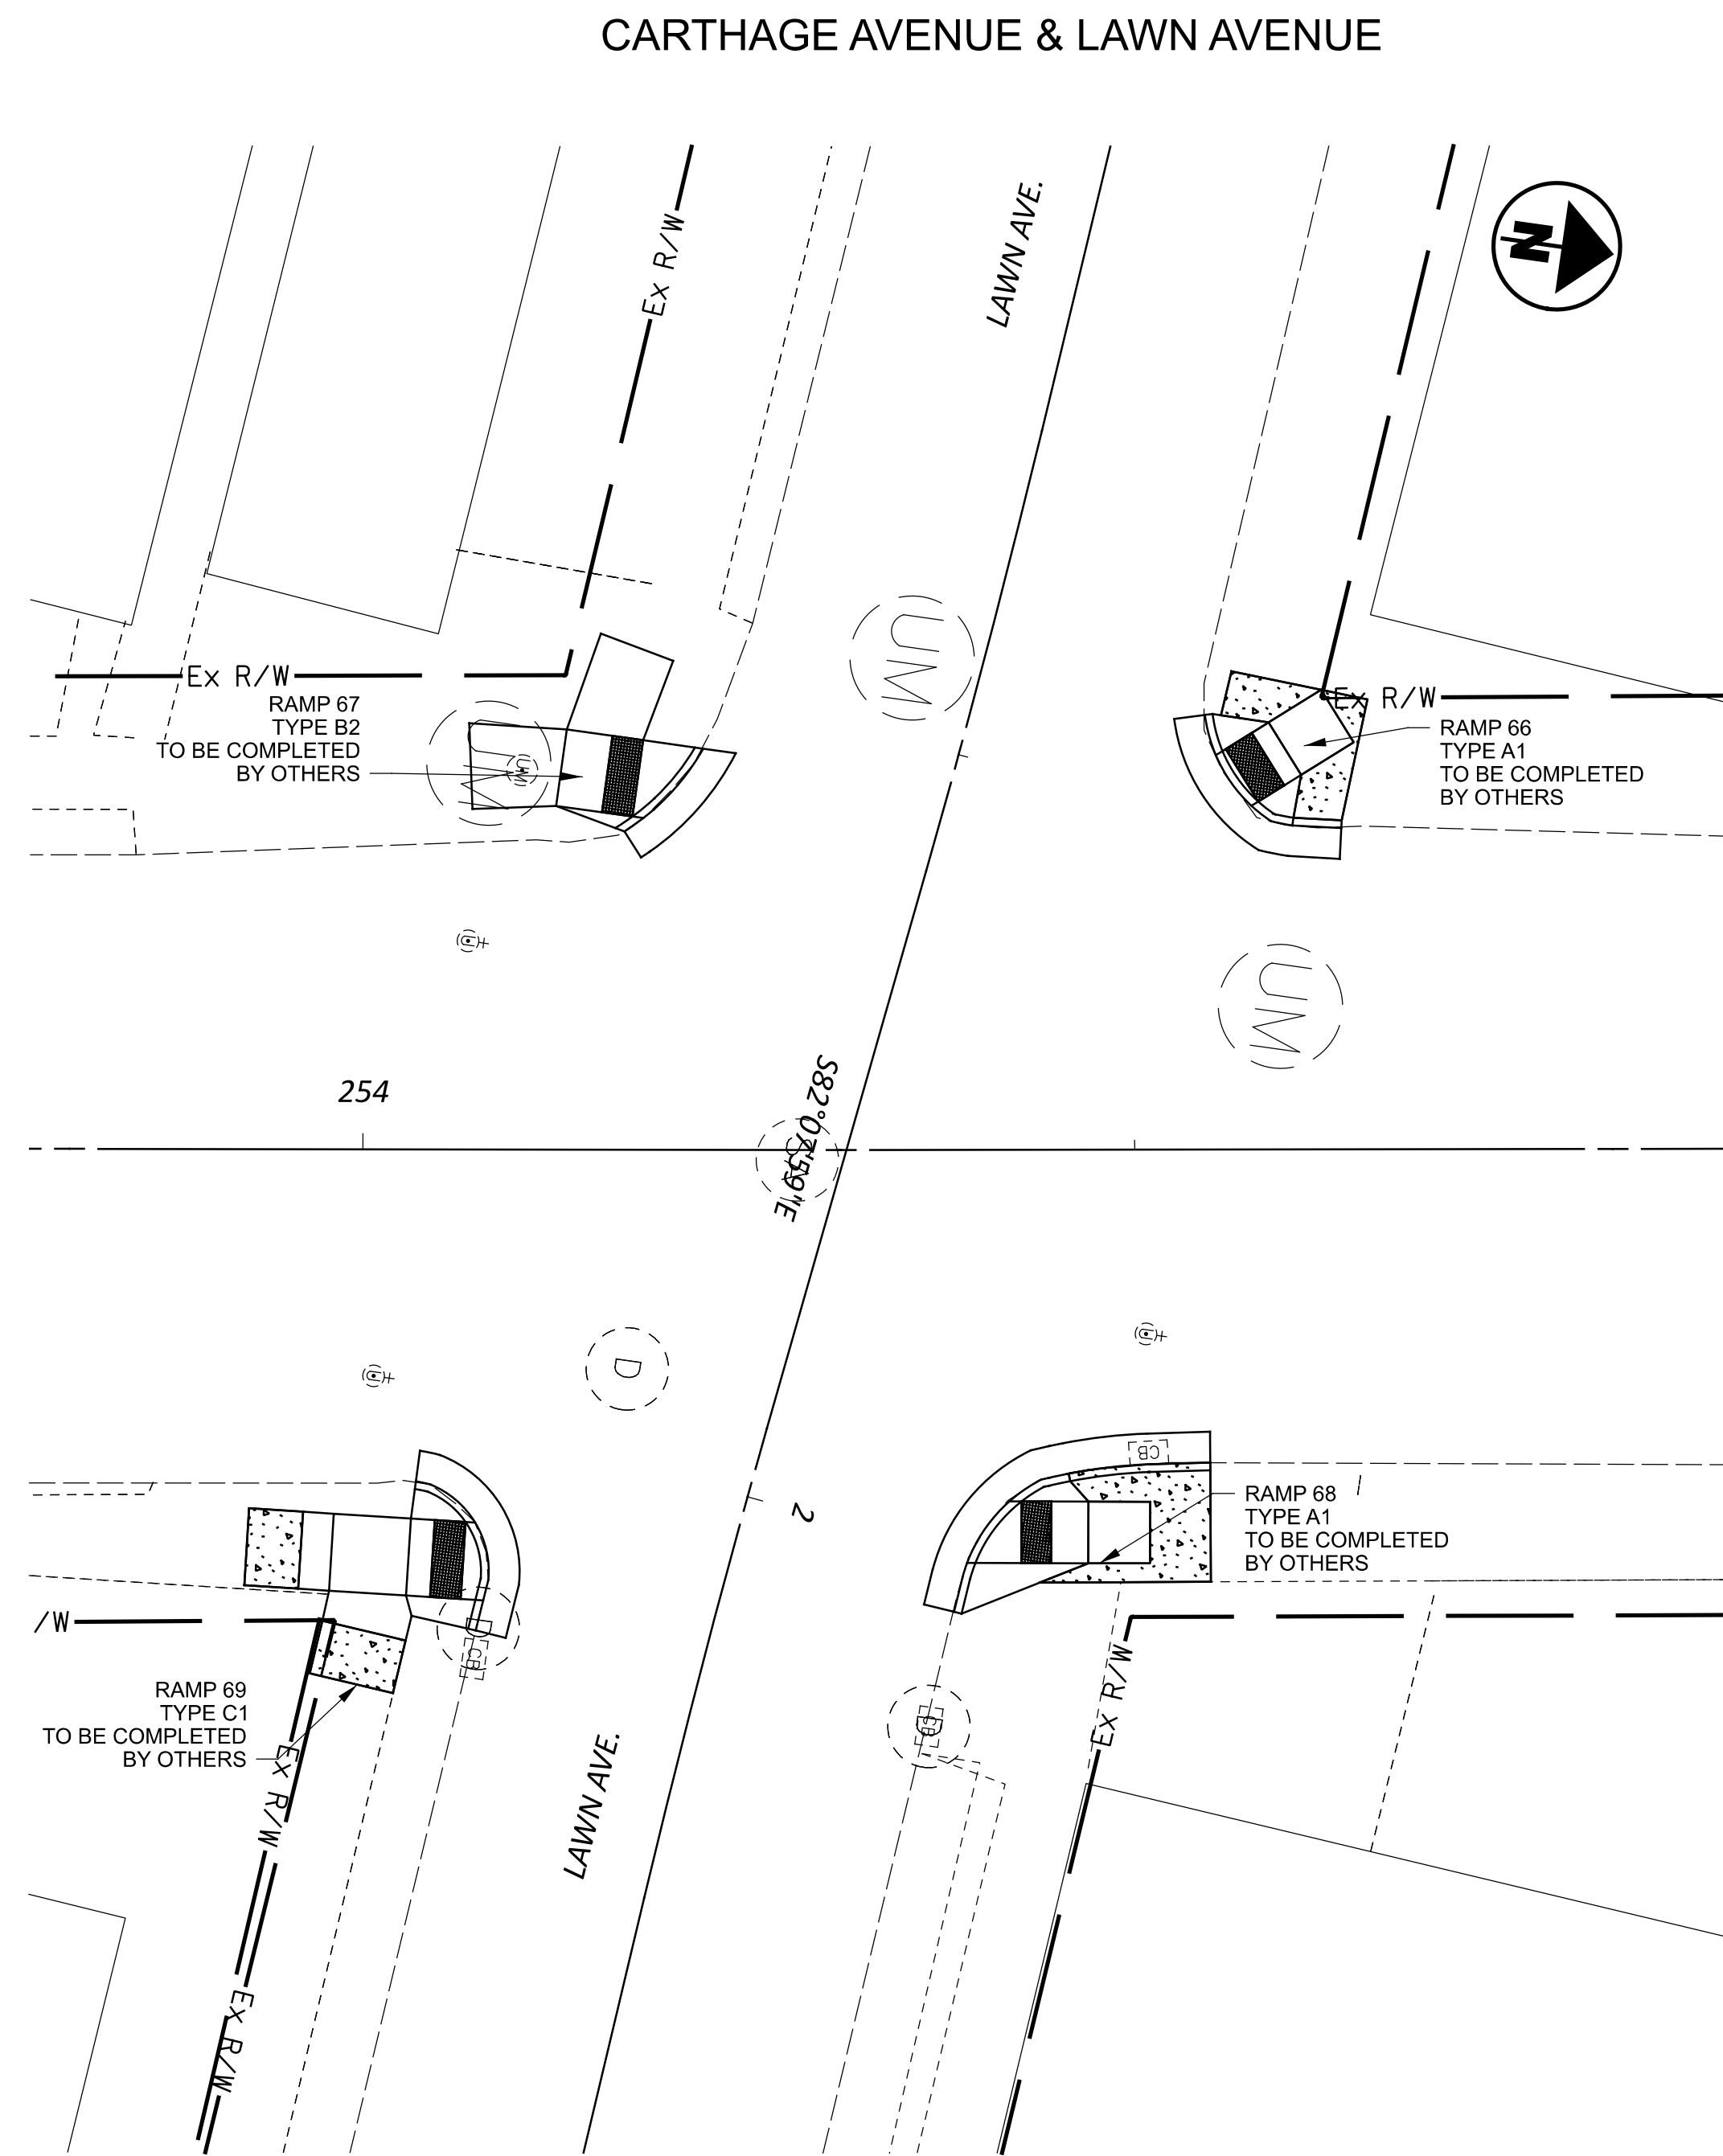 CARTHAGE AVENUE & LAWN AVENUE
LAWN AVE.
N
Ex R/W
UM
Ex R/W
RAMP 67
TYPE B2
TO BE COMPLETED
BY OTHERS
UM
UM
Ex R/W
RAMP 66
TYPE A1
TO BE COMPLETED
BY OTHERS
UM
254
S82°07'59"E
D
2
CB
RAMP 68
TYPE A1
TO BE COMPLETED
BY OTHERS
/W
D
CB
RAMP 69
TYPE C1
TO BE COMPLETED
BY OTHERS
Ex R/W
D
CB
Ex R/W
LAWN AVE.
Ex R/W